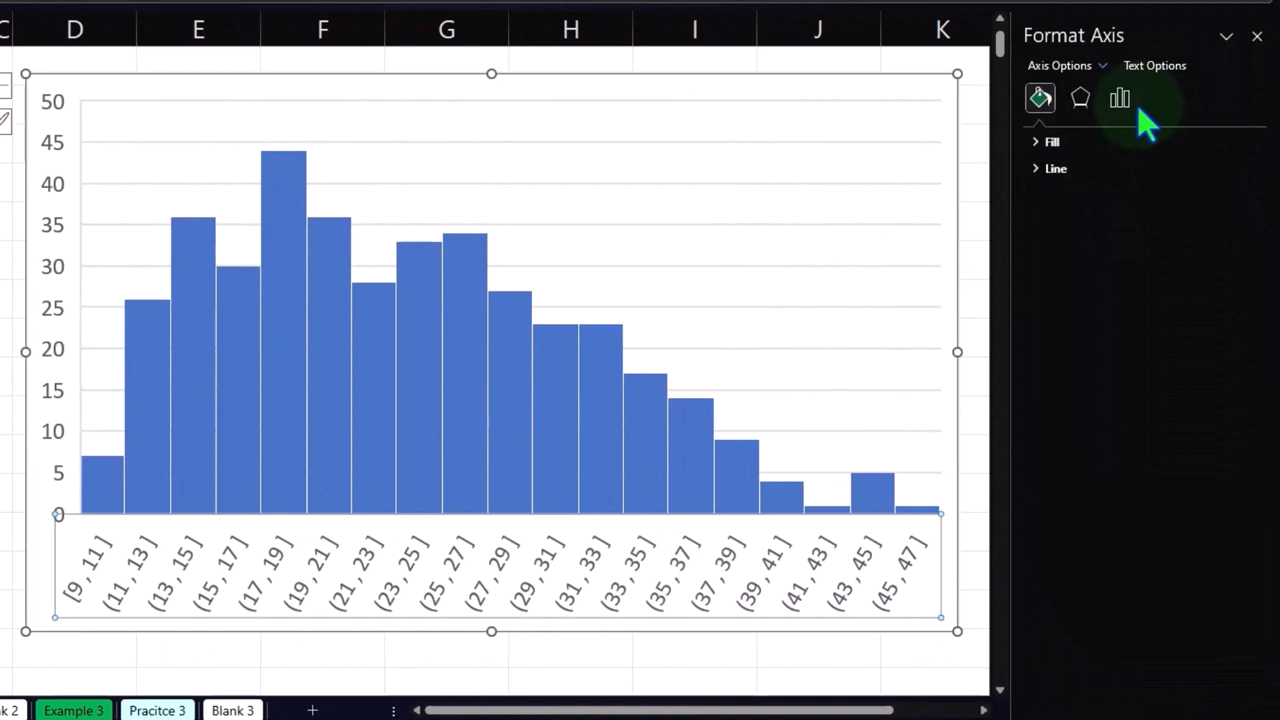 C D E F G H I J K
Format Axis
Axis Options Text Options
Fill
Line
50
45
40
35
30
25
20
15
10
5
0
[9 , 11 ]
(11 , 13 ]
(13 , 15 ]
(15 , 17 ]
(17 , 19 ]
(19 , 21 ]
(21 , 23 ]
(23 , 25 ]
(25 , 27 ]
(27 , 29 ]
(29 , 31 ]
(31 , 33 ]
(33 , 35 ]
(35 , 37 ]
(37 , 39 ]
(39 , 41 ]
(41 , 43 ]
(43 , 45 ]
(45 , 47 ]
nk 2 Example 3 Pracitce 3 Blank 3